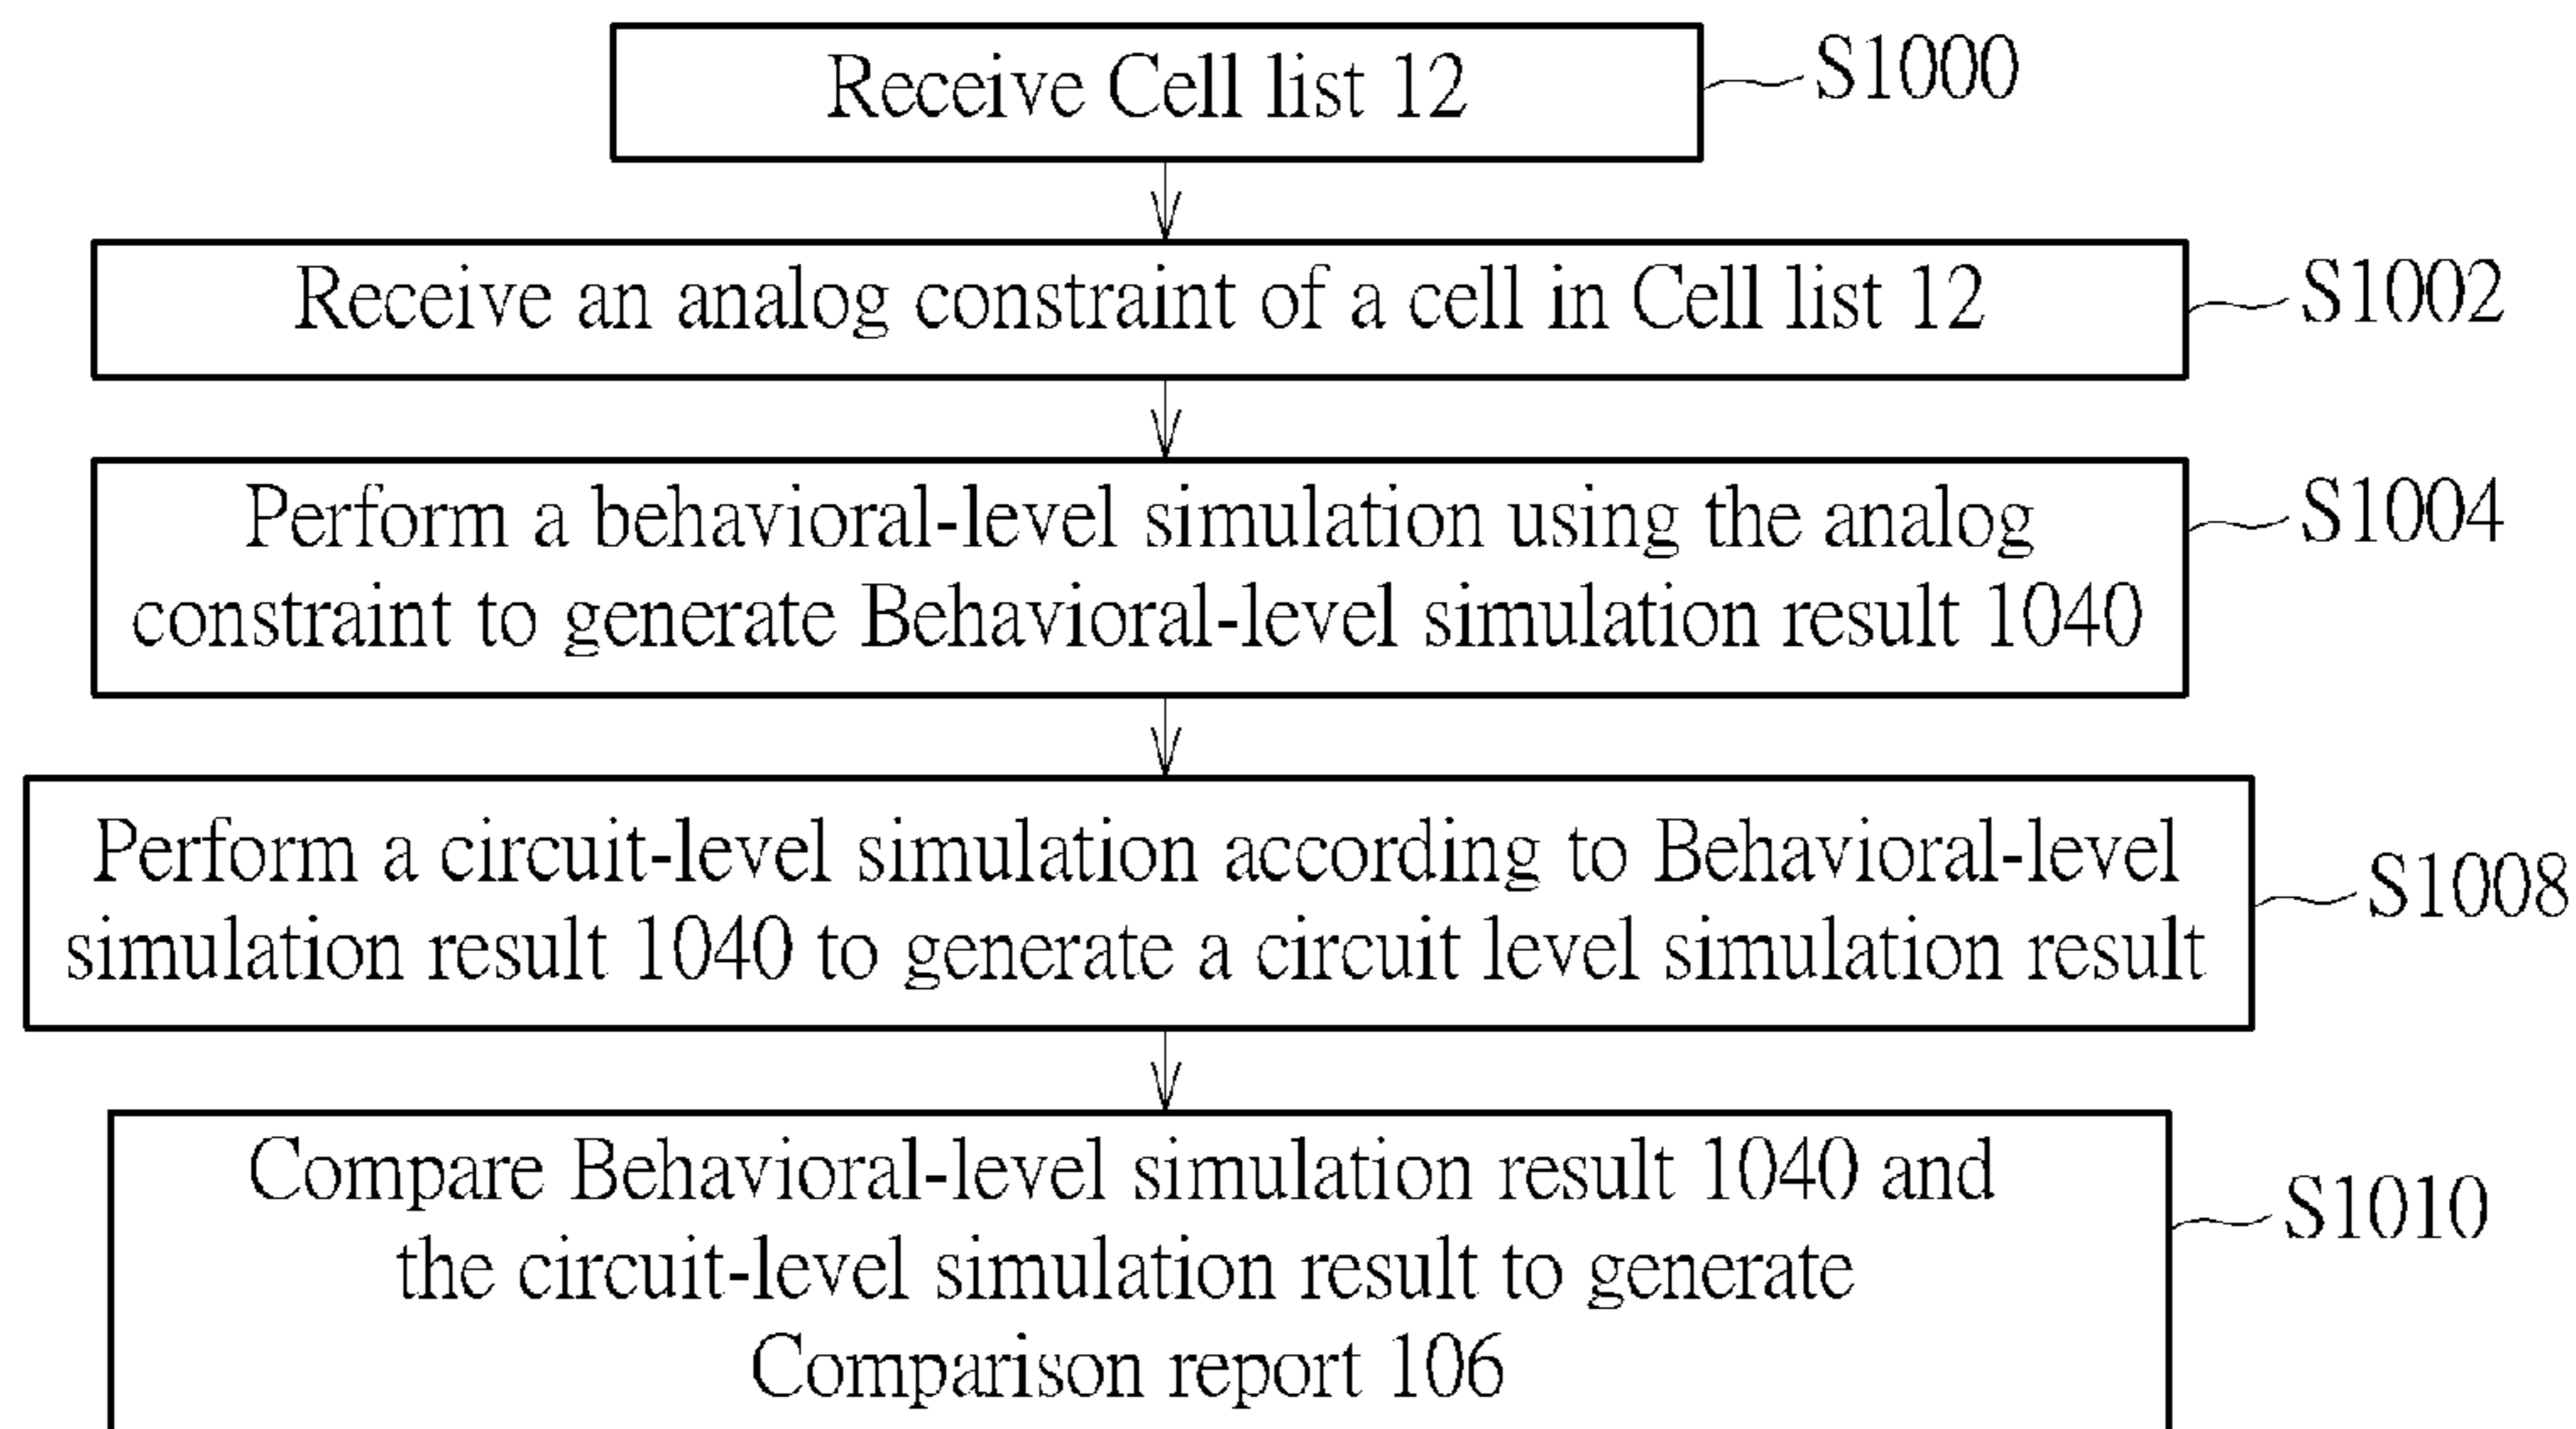 Receive Cell list 12
S1000
Receive an analog constraint of a cell in Cell list 12
S1002
Perform a behavioral-level simulation using the analog
constraint to generate Behavioral-level simulation result 1040
S1004
Perform a circuit-level simulation according to Behavioral-level
simulation result 1040 to generate a circuit level simulation result
S1008
Compare Behavioral-level simulation result 1040 and
the circuit-level simulation result to generate
Comparison report 106
S1010